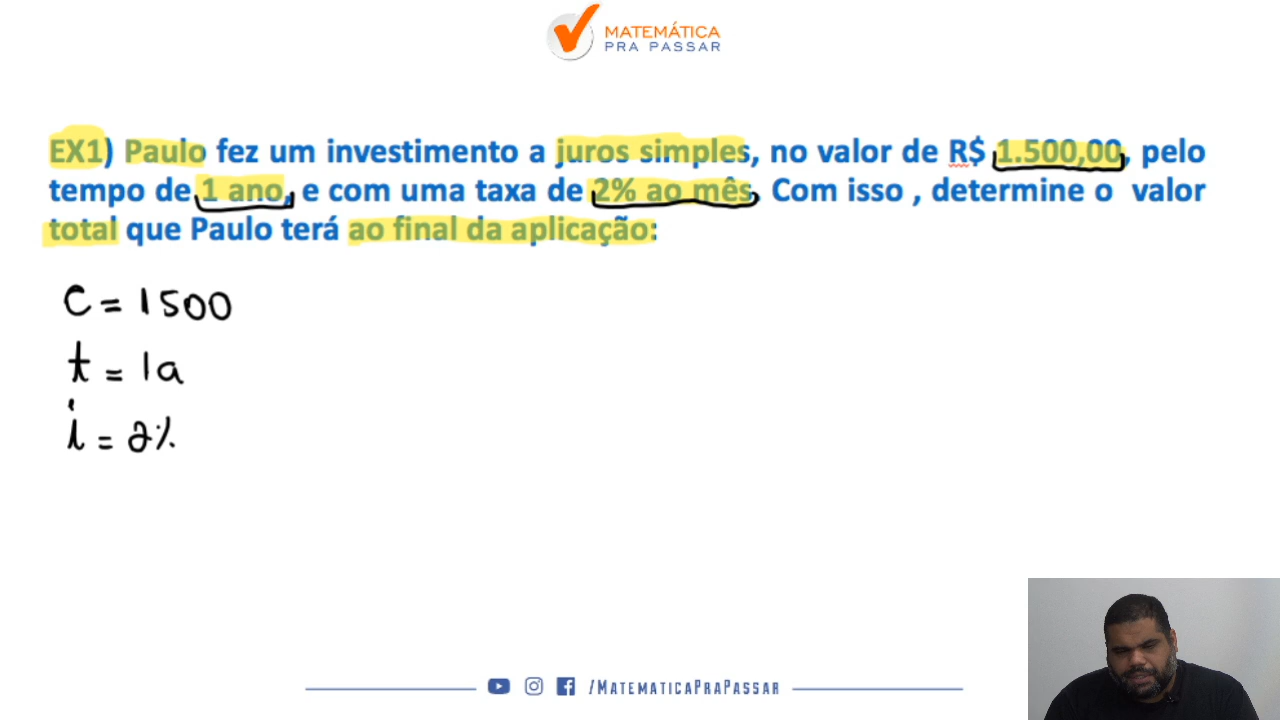 MATEMÁTICA
PRA PASSAR
EX1) Paulo fez um investimento a juros simples, no valor de R$ 1.500,00, pelo
tempo de 1 ano, e com uma taxa de 2% ao mês. Com isso , determine o valor
total que Paulo terá ao final da aplicação:
C = 1500
t = 1a
i = 2%
/MATEMATICAPRAPASSAR